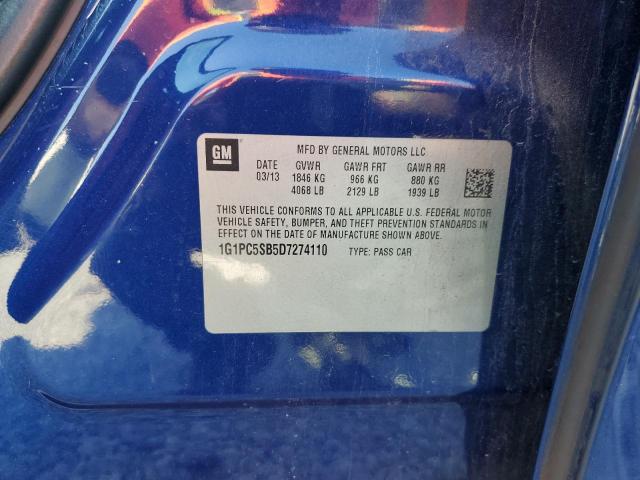 GM
MFD BY GENERAL MOTORS LLC
DATE GVWR GAWR FRT GAWR RR
03/13 1846 KG 966 KG 880 KG
4068 LB 2129 LB 1939 LB
THIS VEHICLE CONFORMS TO ALL APPLICABLE U.S. FEDERAL MOTOR
VEHICLE SAFETY, BUMPER, AND THEFT PREVENTION STANDARDS IN
EFFECT ON THE DATE OF MANUFACTURE SHOWN ABOVE.
1G1PC5SB5D7274110 TYPE: PASS CAR